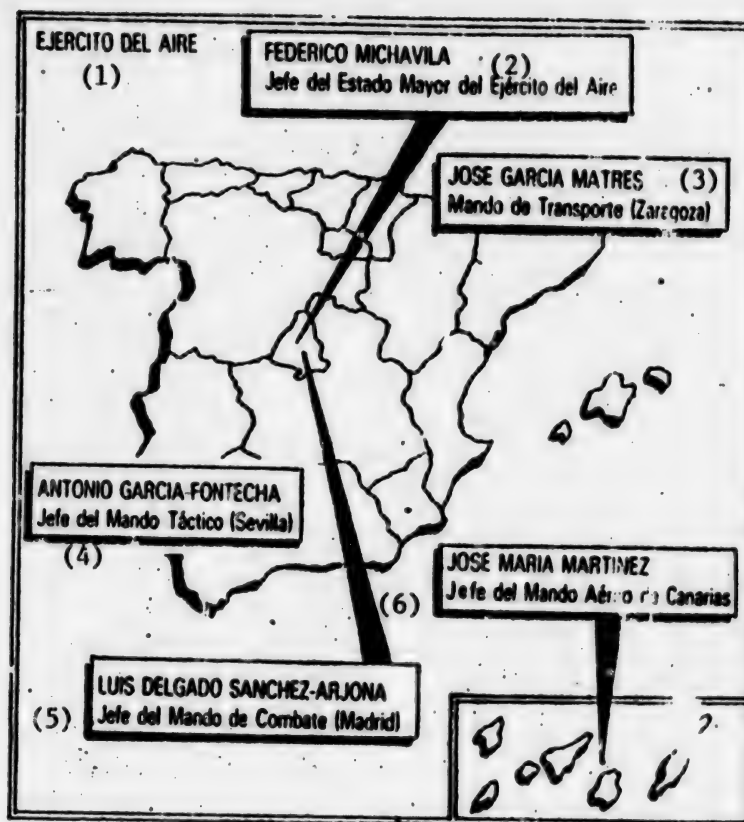 EJERCITO DEL AIRE
(1)
FEDERICO MICHAVILA (2)
Jefe del Estado Mayor del Ejército del Aire
JOSE GARCIA MATRES (3)
Mando de Transporte (Zaragoza)
ANTONIO GARCIA-FONTECHA
Jefe del Mando Táctico (Sevilla)
(4)
JOSE MARIA MARTINEZ
Jefe del Mando Aéreo de Canarias
(6)
LUIS DELGADO SANCHEZ-ARJONA
(5) Jefe del Mando de Combate (Madrid)